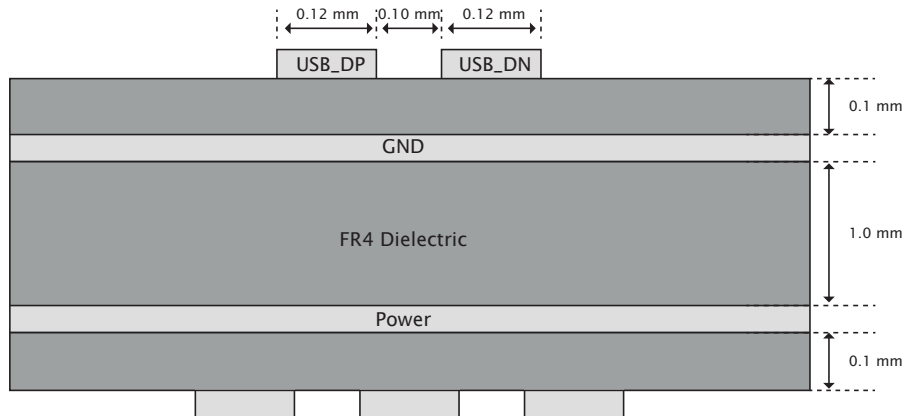 0.12 mm 0.10 mm 0.12 mm
USB_DP USB_DN
0.1 mm
GND
1.0 mm
FR4 Dielectric
Power
0.1 mm